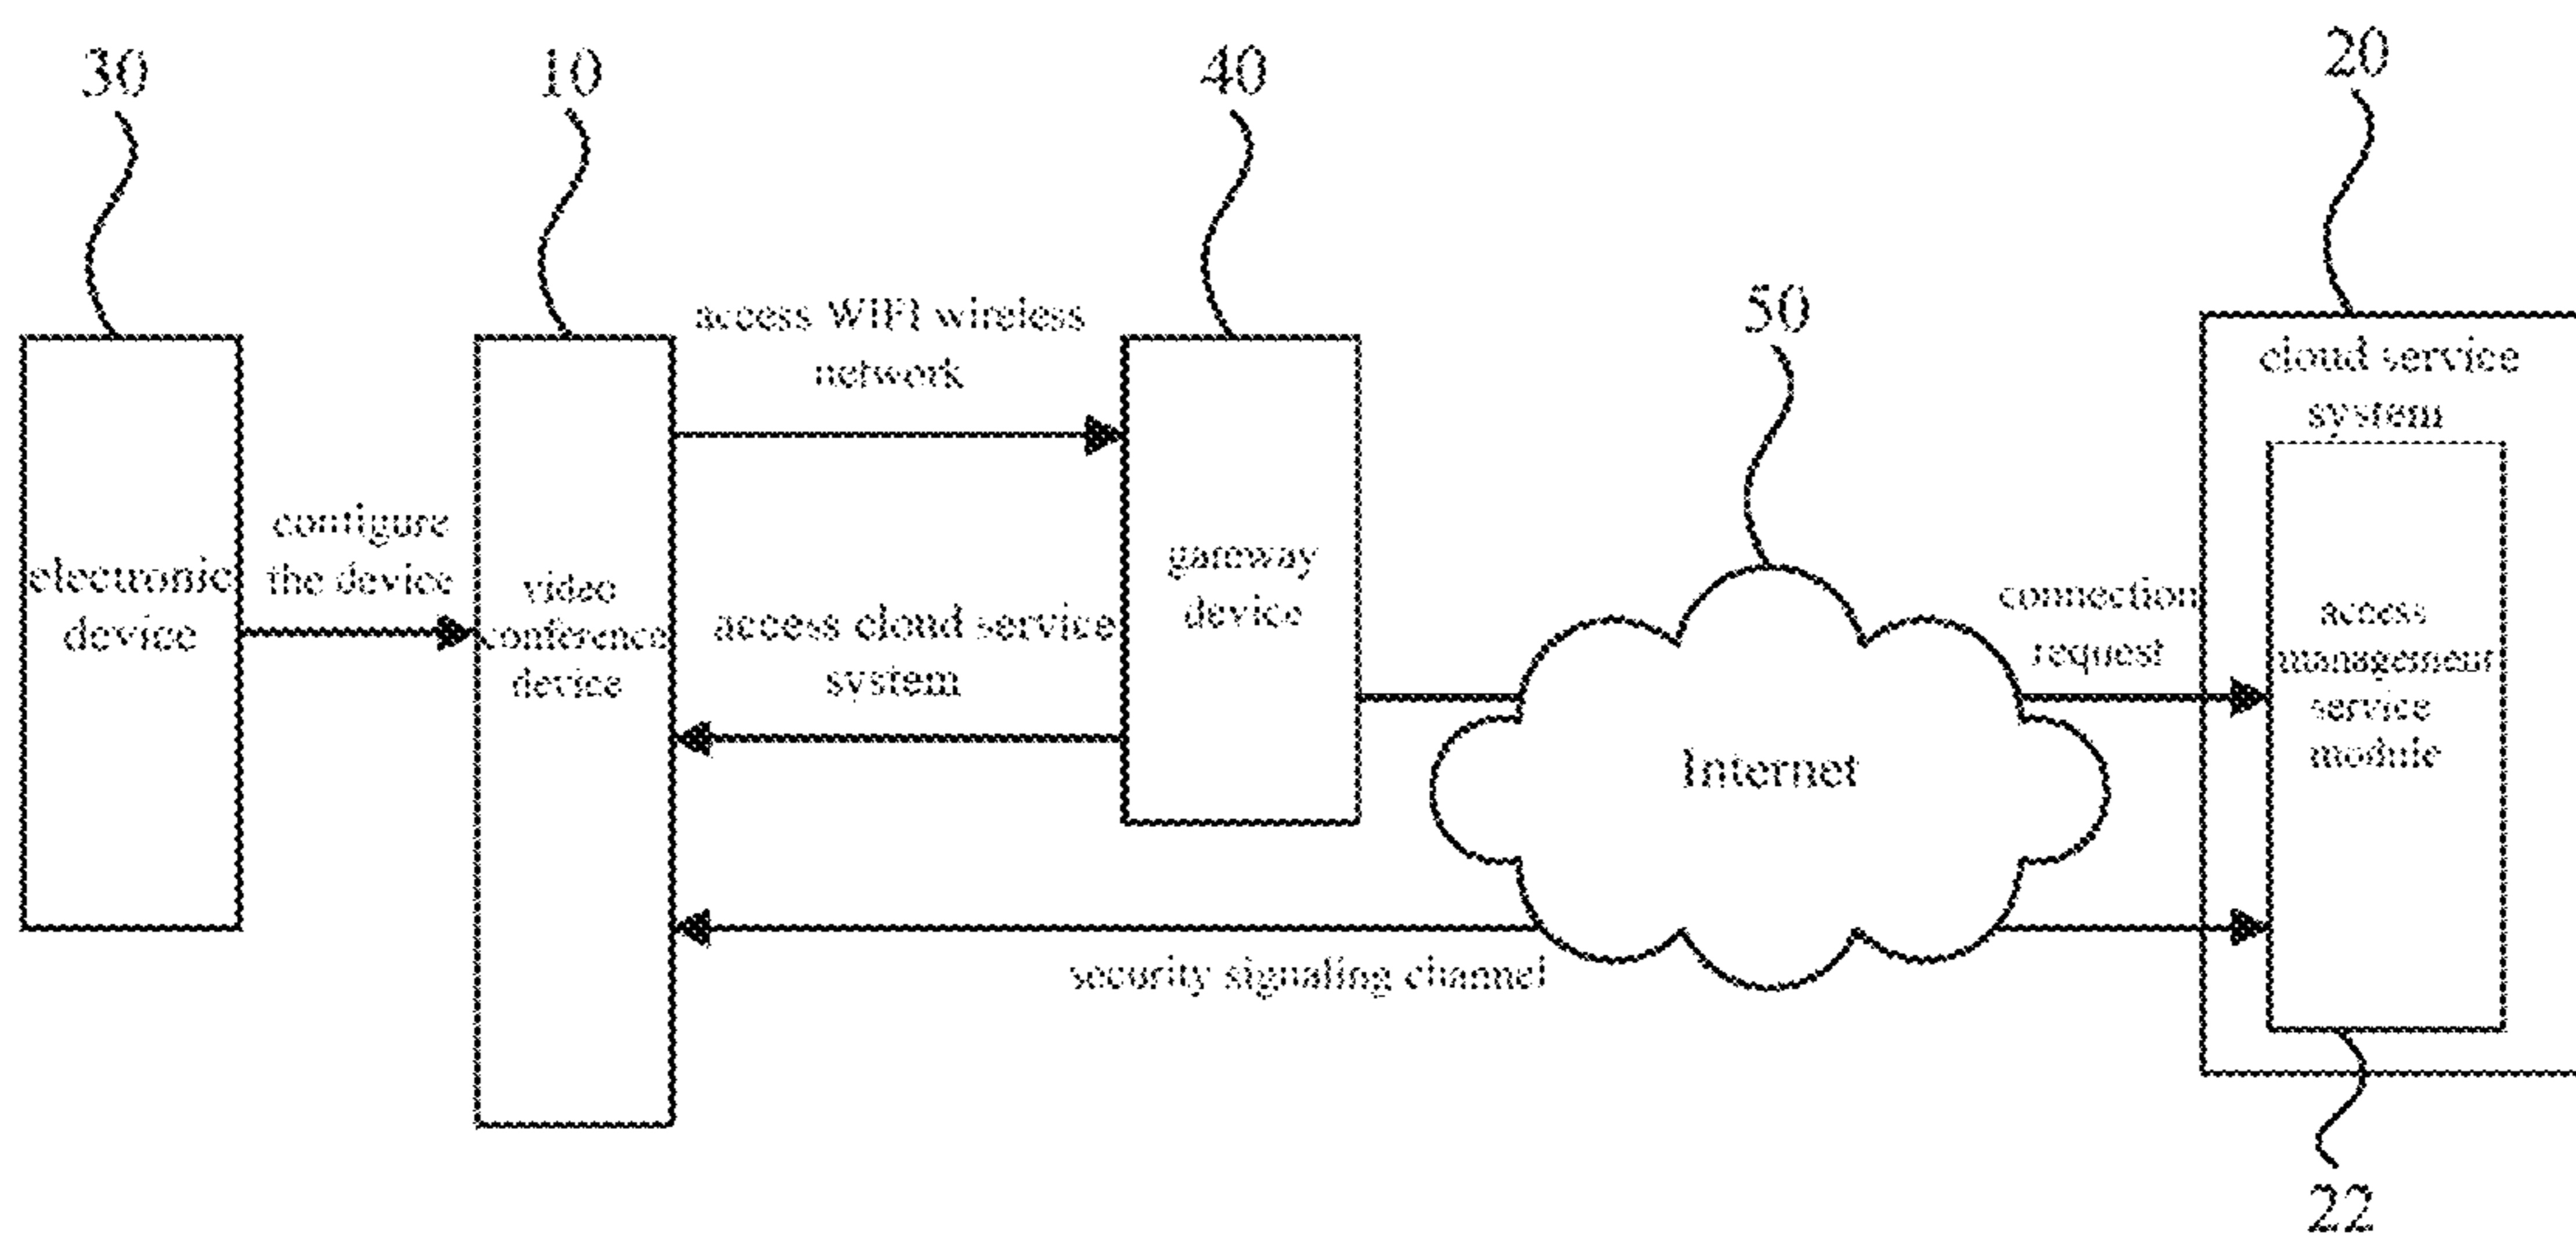 30
10
40
20
50
access WIFI wireless
network
cloud service
system
configure
the device
electronic
device
video
conference
device
access cloud service
system
gateway
device
Internet
connection
request
access
management
service
module
security signaling channel
22